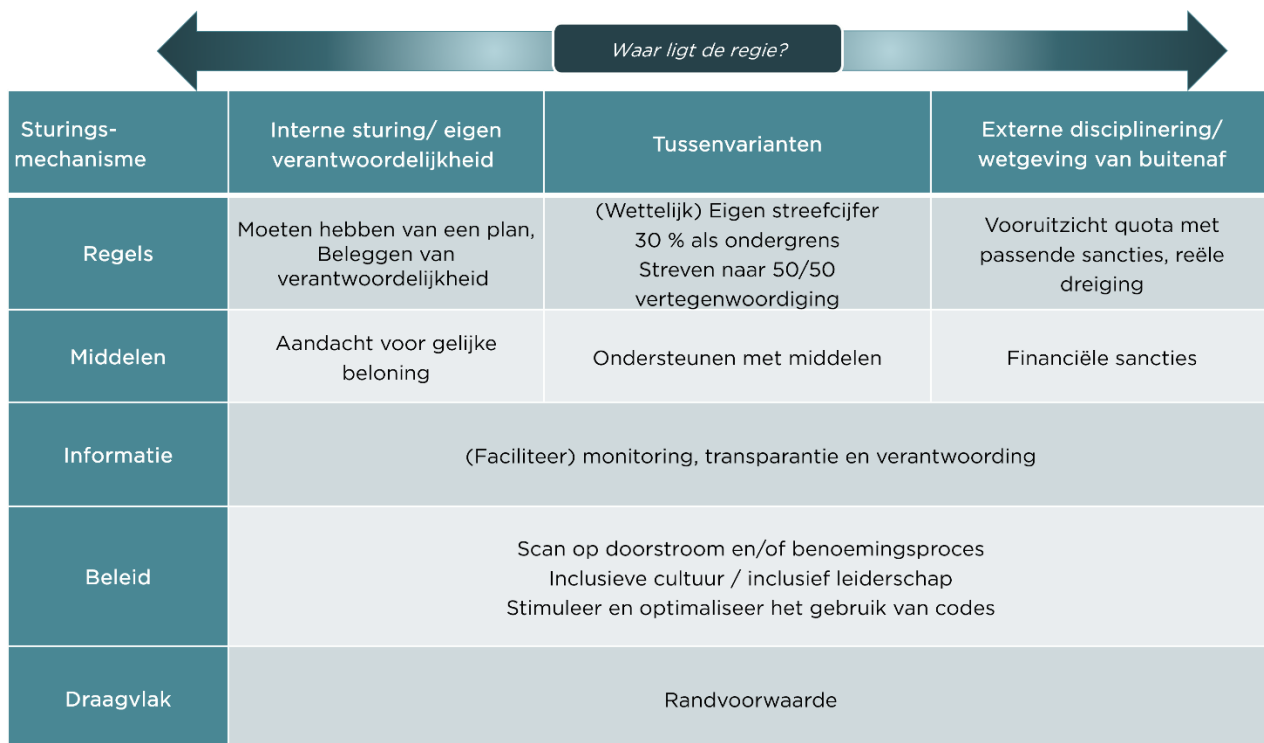 Waar ligt de regie?
Sturings-
mechanisme
Interne sturing/ eigen
verantwoordelijkheid
Tussenvarianten
Externe disciplinering/
wetgeving van buitenaf
Regels
Moeten hebben van een plan,
Beleggen van
verantwoordelijkheid
(Wettelijk) Eigen streefcijfer
30 % als ondergrens
Streven naar 50/50
vertegenwoordiging
Vooruitzicht quota met
passende sancties, reële
dreiging
Middelen
Aandacht voor gelijke
beloning
Ondersteunen met middelen
Financiële sancties
Informatie
(Faciliteer) monitoring, transparantie en verantwoording
Beleid
Scan op doorstroom en/of benoemingsproces
Inclusieve cultuur / inclusief leiderschap
Stimuleer en optimaliseer het gebruik van codes
Draagvlak
Randvoorwaarde